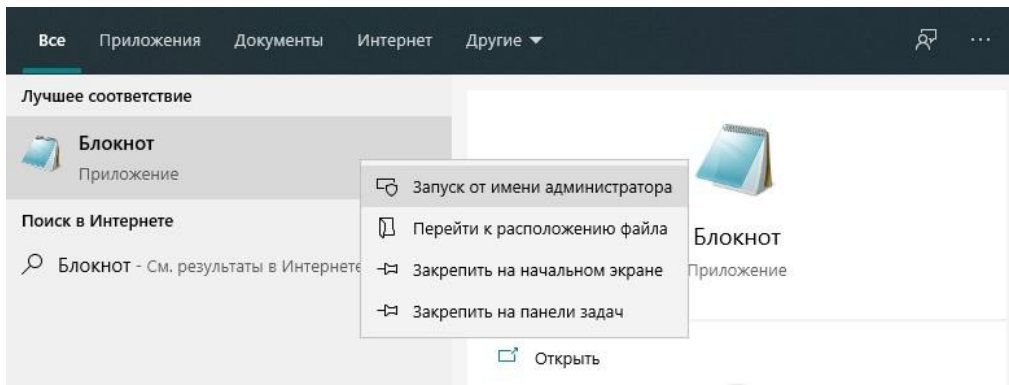 Все Приложения Документы Интернет Другие
Лучшее соответствие
Блокнот
Приложение
Поиск в Интернете
Блокнот - См. результаты в Интернете
Запуск от имени администратора
Перейти к расположению файла
Закрепить на начальном экране
Закрепить на панели задач
Блокнот
Приложение
Открыть